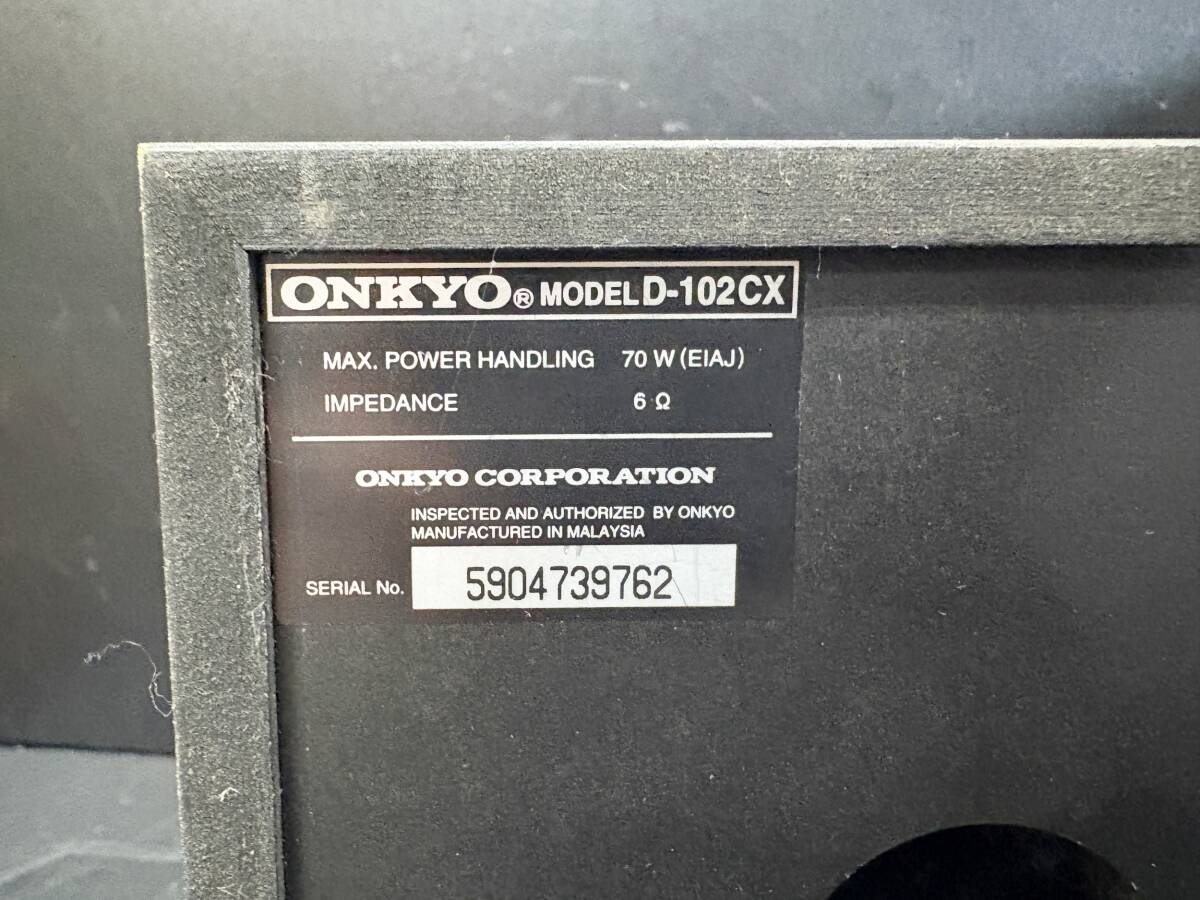 ONKYO® MODEL D-102CX
MAX. POWER HANDLING 70 W (EIAJ)
IMPEDANCE 6 Ω
ONKYO CORPORATION
INSPECTED AND AUTHORIZED BY ONKYO
MANUFACTURED IN MALAYSIA
SERIAL No. 5904739762